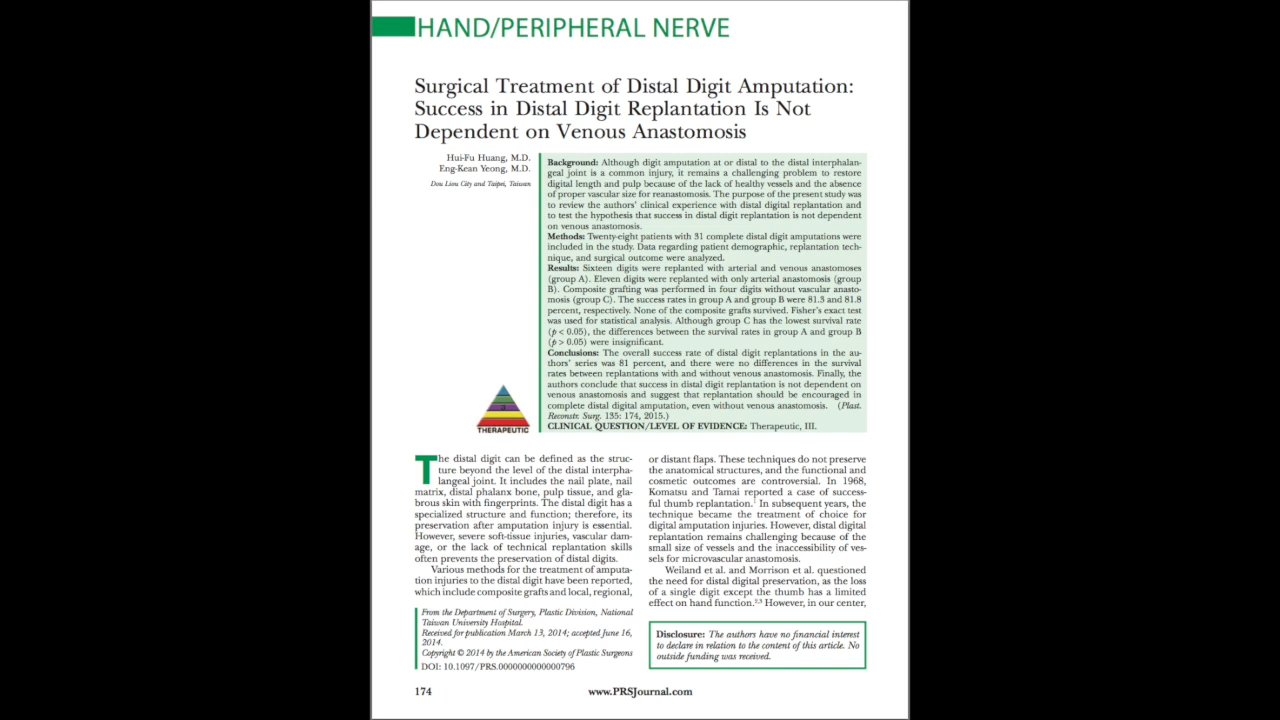 HAND/PERIPHERAL NERVE
Surgical Treatment of Distal Digit Amputation:
Success in Distal Digit Replantation Is Not
Dependent on Venous Anastomosis
Hui-Fu Huang, M.D.
Eng-Kean Yeong, M.D.
Dou Liou City and Taipei, Taiwan
Background: Although digit amputation at or distal to the distal interphalan-
geal joint is a common injury, it remains a challenging problem to restore
digital length and pulp because of the lack of healthy vessels and the absence
of proper vascular size for reanastomosis. The purpose of the present study was
to review the authors' clinical experience with distal digital replantation and
to test the hypothesis that success in distal digit replantation is not dependent
on venous anastomosis.
Methods: Twenty-eight patients with 31 complete distal digit amputations were
included in the study. Data regarding patient demographic, replantation tech-
nique, and surgical outcome were analyzed.
Results: Sixteen digits were replanted with arterial and venous anastomoses
(group A). Eleven digits were replanted with only arterial anastomosis (group
B). Composite grafting was performed in four digits without vascular anasto-
mosis (group C). The success rates in group A and group B were 81.3 and 81.8
percent, respectively. None of the composite grafts survived. Fisher's exact test
was used for statistical analysis. Although group C has the lowest survival rate
(p < 0.05), the differences between the survival rates in group A and group B
(p > 0.05) were insignificant.
Conclusions: The overall success rate of distal digit replantations in the au-
thors' series was 81 percent, and there were no differences in the survival
rates between replantations with and without venous anastomosis. Finally, the
authors conclude that success in distal digit replantation is not dependent on
venous anastomosis and suggest that replantation should be encouraged in
complete distal digital amputation, even without venous anastomosis. (Plast.
Reconstr. Surg. 135: 174, 2015.)
CLINICAL QUESTION/LEVEL OF EVIDENCE: Therapeutic, III.
THERAPEUTIC
The distal digit can be defined as the struc-
ture beyond the level of the distal interpha-
langeal joint. It includes the nail plate, nail
matrix, distal phalanx bone, pulp tissue, and gla-
brous skin with fingerprints. The distal digit has a
specialized structure and function; therefore, its
preservation after amputation injury is essential.
However, severe soft-tissue injuries, vascular dam-
age, or the lack of technical replantation skills
often prevents the preservation of distal digits.
Various methods for the treatment of amputa-
tion injuries to the distal digit have been reported,
which include composite grafts and local, regional,
or distant flaps. These techniques do not preserve
the anatomical structures, and the functional and
cosmetic outcomes are controversial. In 1968,
Komatsu and Tamai reported a case of success-
ful thumb replantation.1 In subsequent years, the
technique became the treatment of choice for
digital amputation injuries. However, distal digital
replantation remains challenging because of the
small size of vessels and the inaccessibility of ves-
sels for microvascular anastomosis.
Weiland et al. and Morrison et al. questioned
the need for distal digital preservation, as the loss
of a single digit except the thumb has a limited
effect on hand function.2,3 However, in our center,
From the Department of Surgery, Plastic Division, National
Taiwan University Hospital.
Received for publication March 13, 2014; accepted June 16,
2014.
Copyright © 2014 by the American Society of Plastic Surgeons
DOI: 10.1097/PRS.0000000000000796
Disclosure: The authors have no financial interest
to declare in relation to the content of this article. No
outside funding was received.
174
www.PRSJournal.com